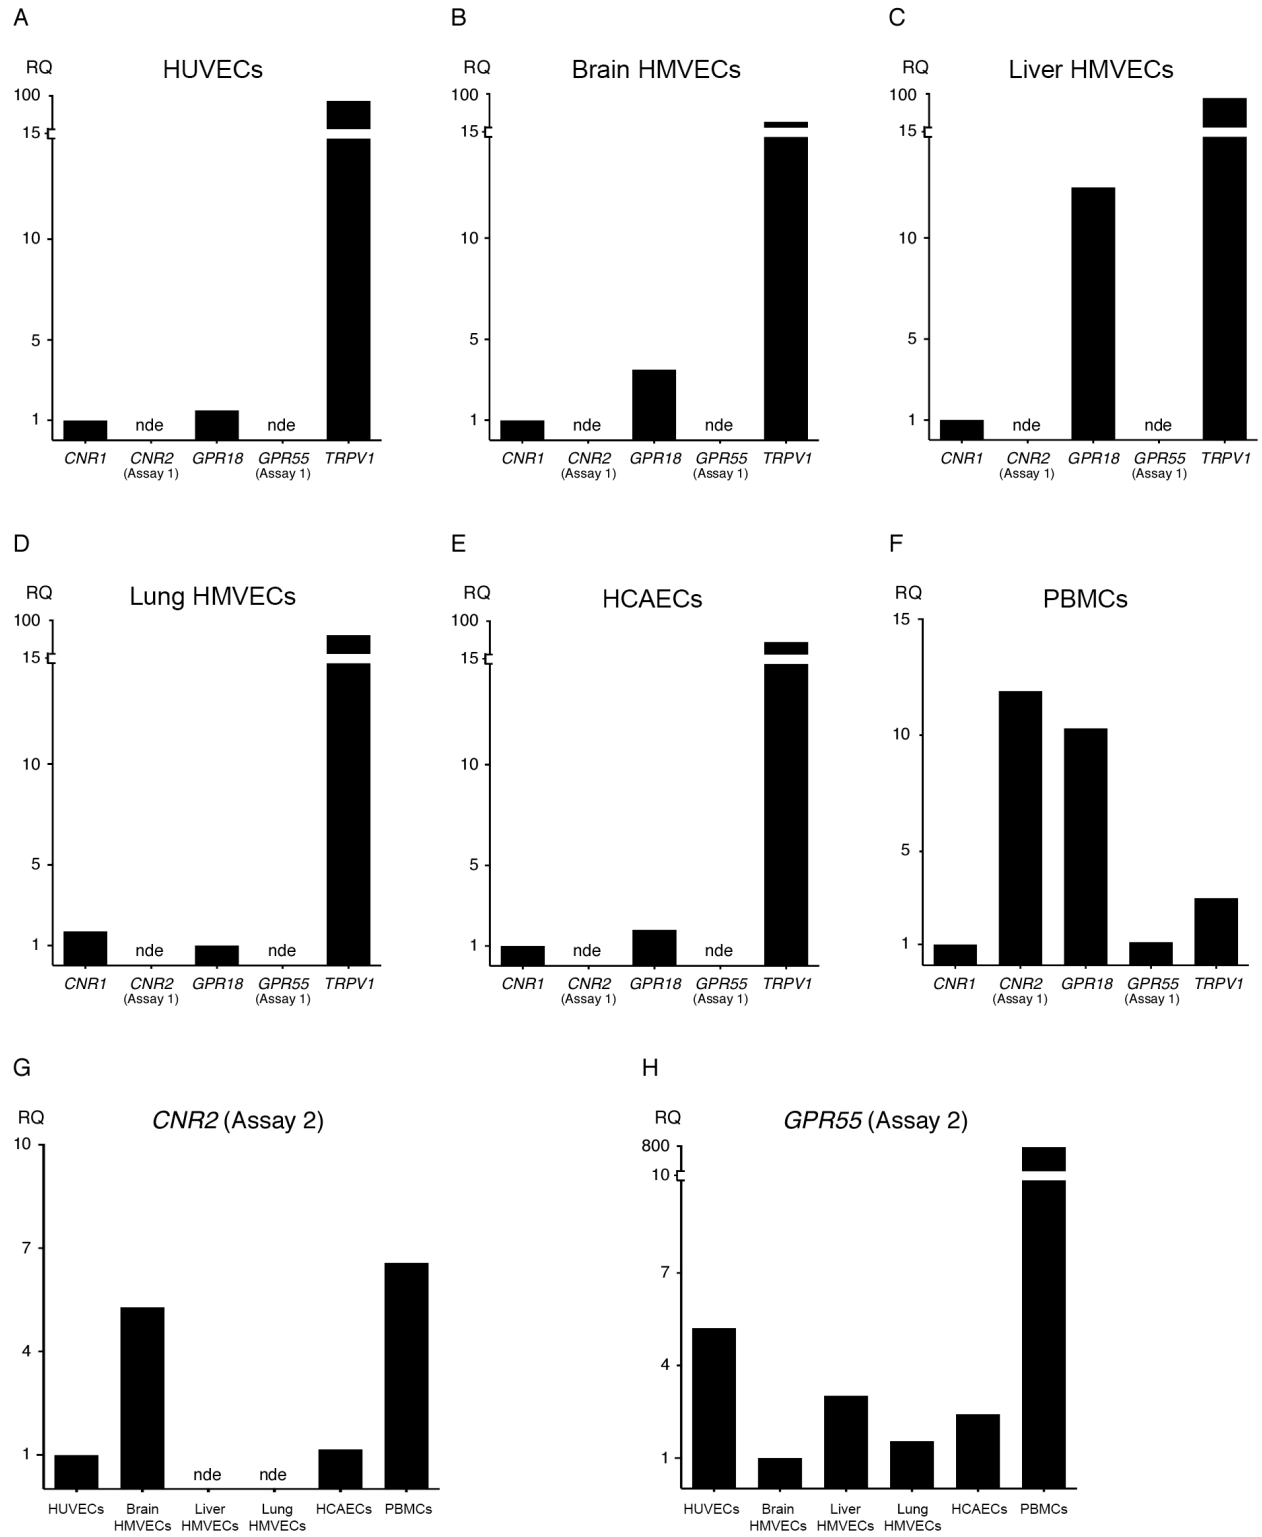 A
B
C
RQ
HUVECs
RQ
Brain HMVECs
RQ
Liver HMVECs
100
15
10
5
1
nde
nde
CNR1
CNR2
(Assay 1)
GPR18
GPR55
(Assay 1)
TRPV1
100
15
10
5
1
nde
nde
CNR1
CNR2
(Assay 1)
GPR18
GPR55
(Assay 1)
TRPV1
100
15
10
5
1
nde
nde
CNR1
CNR2
(Assay 1)
GPR18
GPR55
(Assay 1)
TRPV1
D
E
F
RQ
Lung HMVECs
RQ
HCAECs
RQ
PBMCs
100
15
10
5
1
nde
nde
CNR1
CNR2
(Assay 1)
GPR18
GPR55
(Assay 1)
TRPV1
100
15
10
5
1
nde
nde
CNR1
CNR2
(Assay 1)
GPR18
GPR55
(Assay 1)
TRPV1
15
10
5
1
CNR1
CNR2
(Assay 1)
GPR18
GPR55
(Assay 1)
TRPV1
G
H
RQ
CNR2 (Assay 2)
10
7
4
1
nde
nde
HUVECs
Brain
HMVECs
Liver
HMVECs
Lung
HMVECs
HCAECs
PBMCs
RQ
GPR55 (Assay 2)
800
10
7
4
1
HUVECs
Brain
HMVECs
Liver
HMVECs
Lung
HMVECs
HCAECs
PBMCs